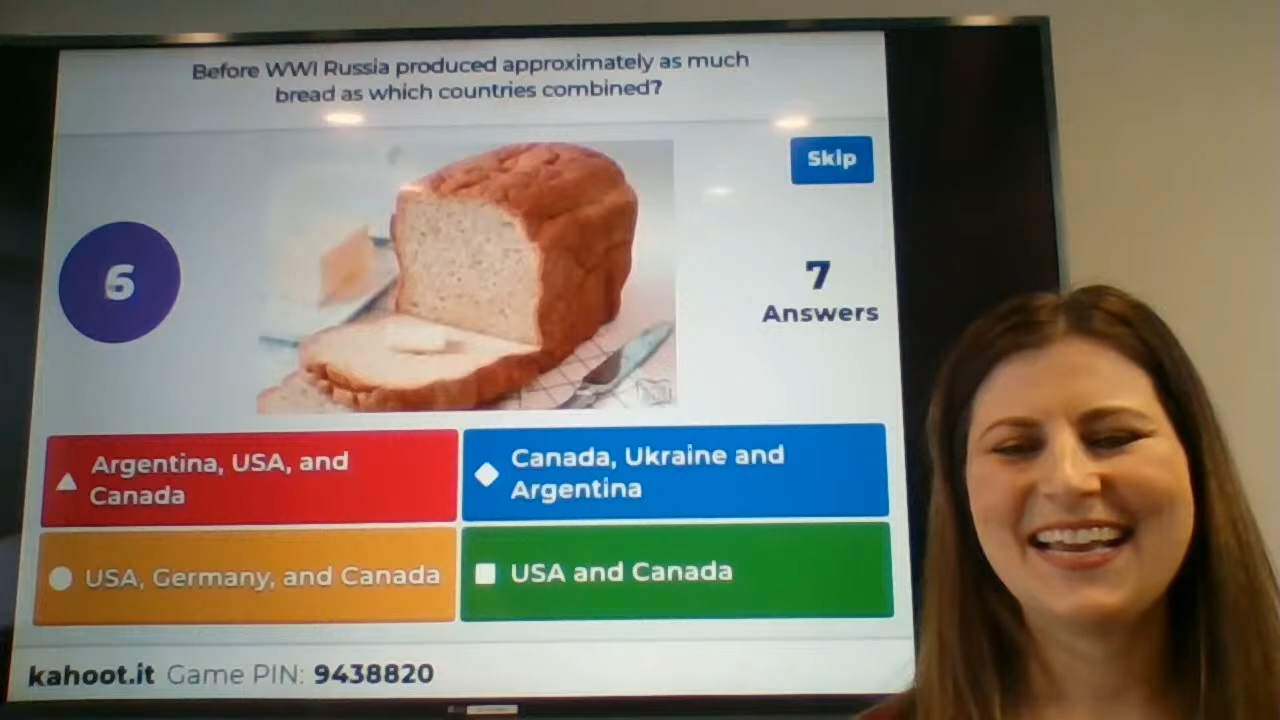 Before WWI Russia produced approximately as much
bread as which countries combined?
Skip
6
7
Answers
Argentina, USA, and
Canada
Canada, Ukraine and
Argentina
USA, Germany, and Canada
USA and Canada
kahoot.it Game PIN: 9438820